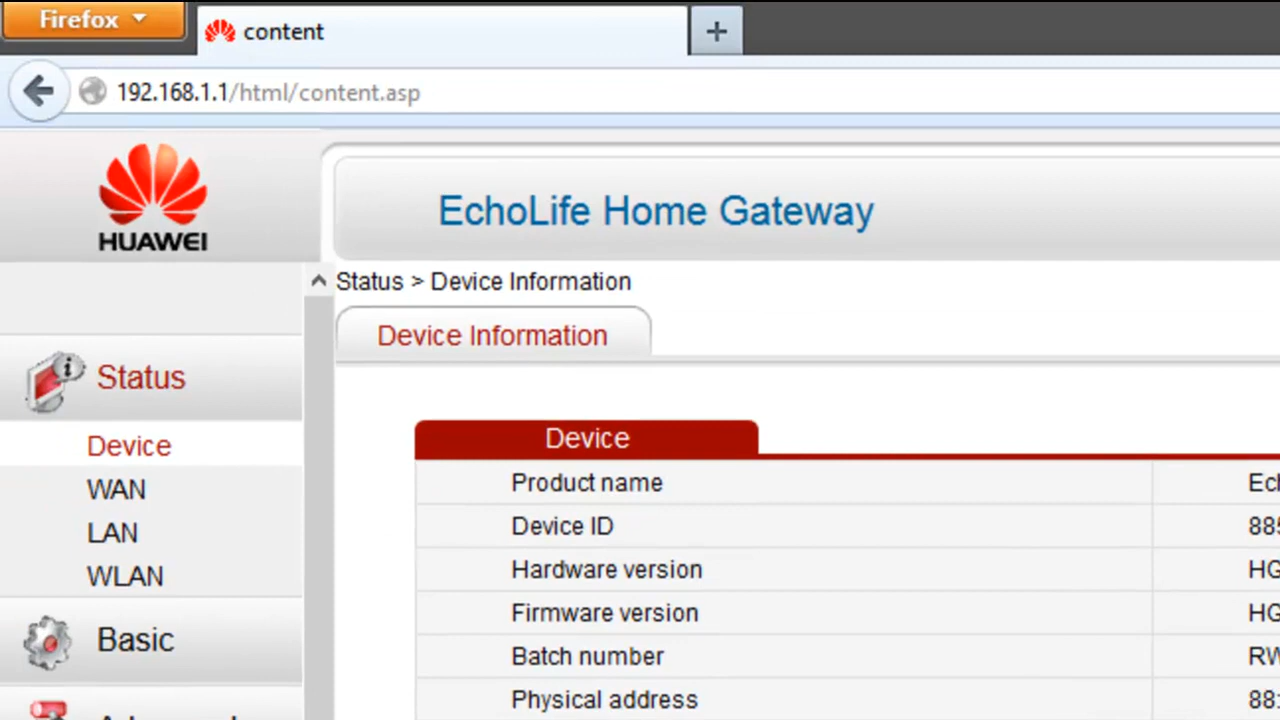 Firefox
content
192.168.1.1/html/content.asp
HUAWEI
EchoLife Home Gateway
Status > Device Information
Device Information
Status
Device
WAN
LAN
WLAN
Basic
Device
Product name
Device ID
Hardware version
Firmware version
Batch number
Physical address